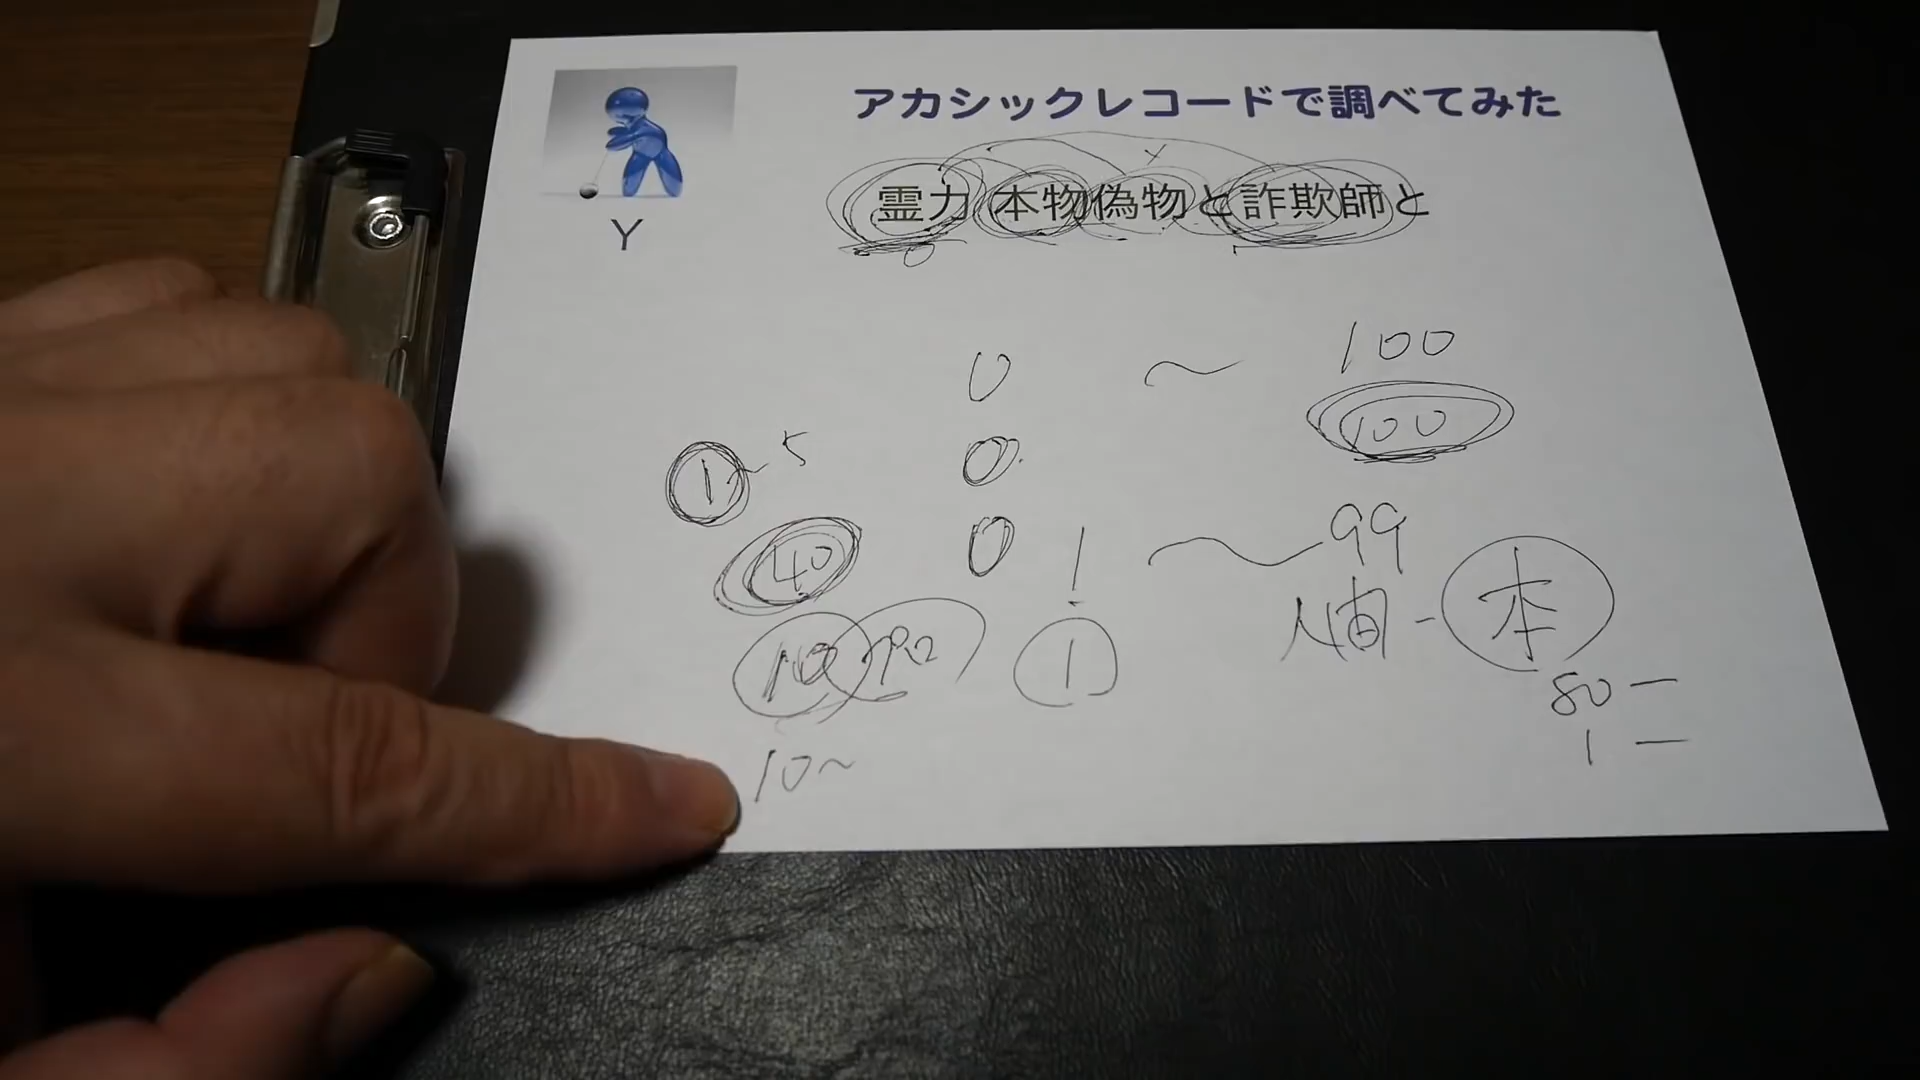 アカシックレコードで調べてみた
霊力 本物偽物と詐欺師と
Y
0 ~ 100
0 100
1~5
0 1 ~ 99
40
人間 - 本
10 90 1
80 -
1 -
10~